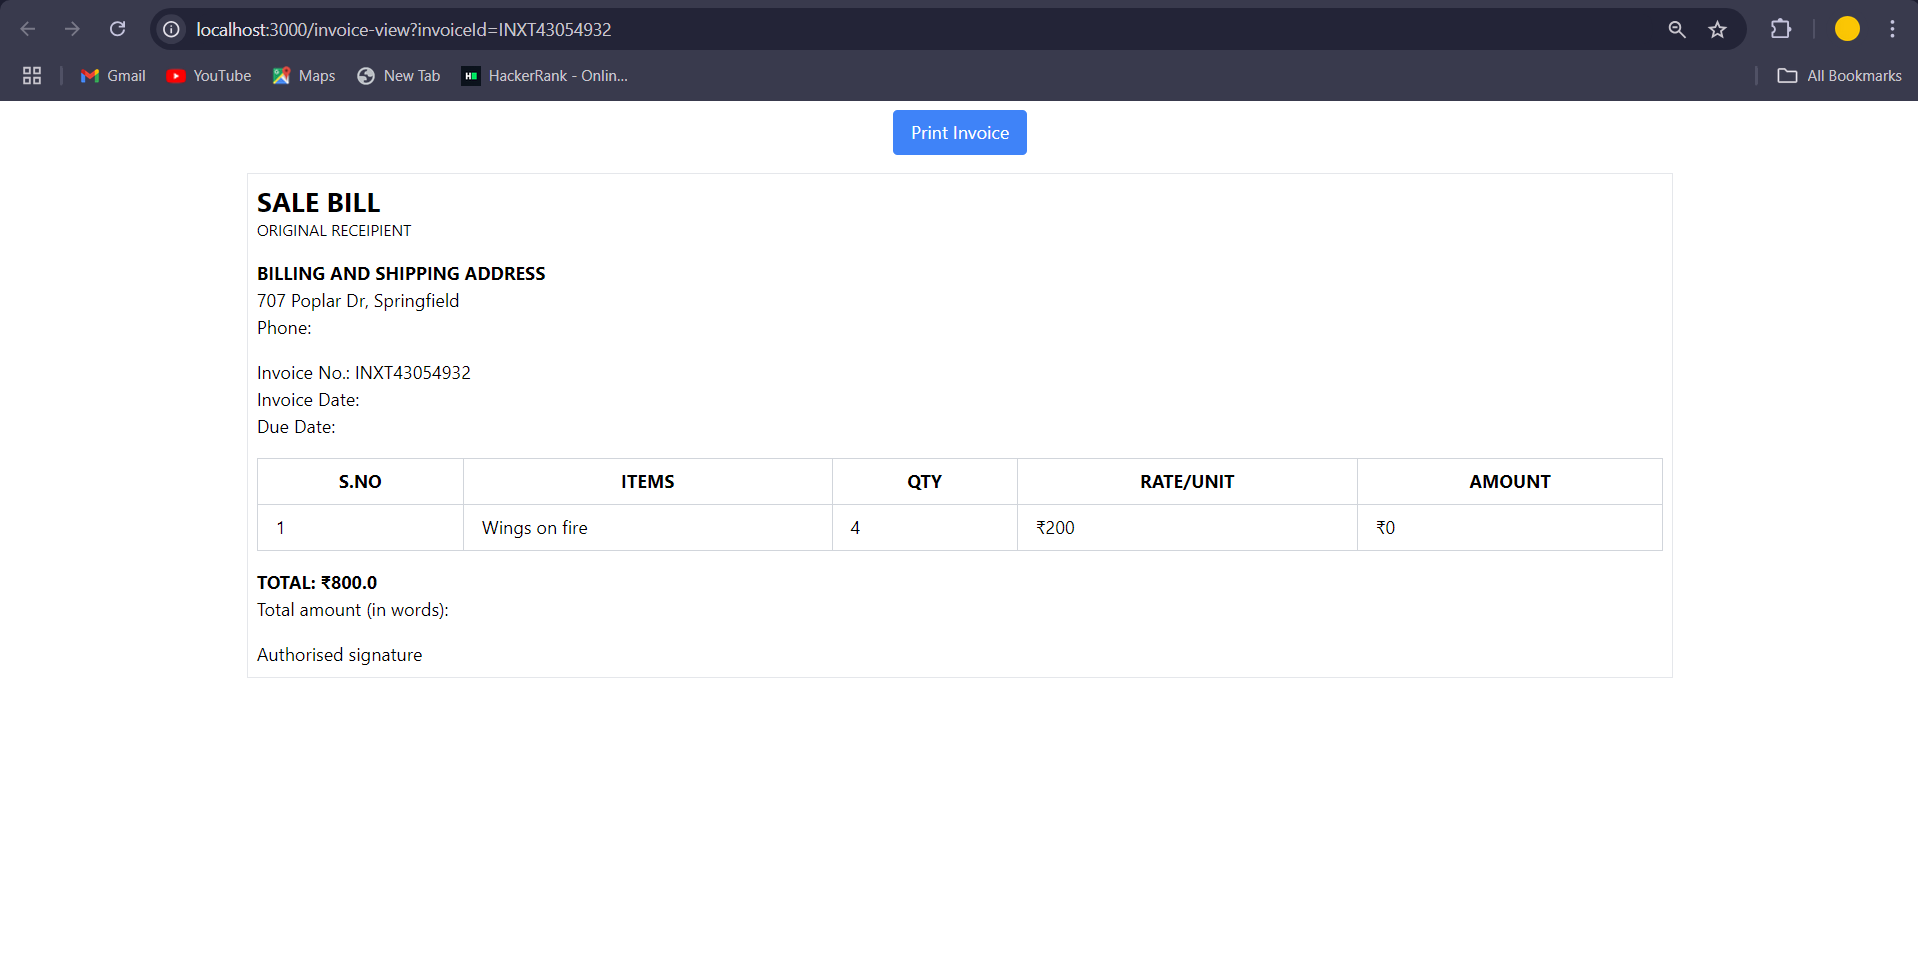 localhost:3000/invoice-view?invoiceId=INXT43054932
Gmail YouTube Maps New Tab HackerRank - Onlin... All Bookmarks
Print Invoice
SALE BILL
ORIGINAL RECEIPIENT
BILLING AND SHIPPING ADDRESS
707 Poplar Dr, Springfield
Phone:
Invoice No.: INXT43054932
Invoice Date:
Due Date:
S.NO ITEMS QTY RATE/UNIT AMOUNT
1 Wings on fire 4 ₹200 ₹0
TOTAL: ₹800.0
Total amount (in words):
Authorised signature